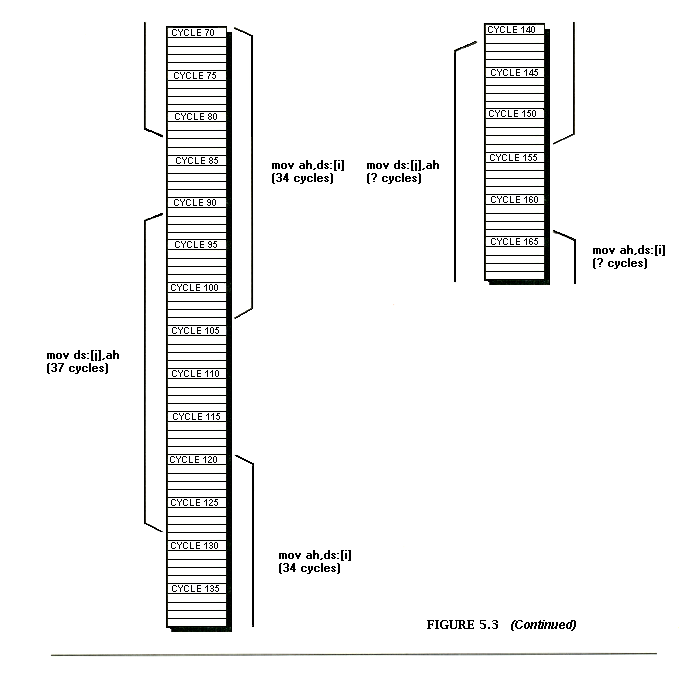 CYCLE 70
CYCLE 75
CYCLE 80
CYCLE 85
CYCLE 90
CYCLE 95
CYCLE 100
CYCLE 105
CYCLE 110
CYCLE 115
CYCLE 120
CYCLE 125
CYCLE 130
CYCLE 135
mov ah,ds:[i]
(34 cycles)
mov ds:[j],ah
(37 cycles)
mov ah,ds:[i]
(34 cycles)
CYCLE 140
CYCLE 145
CYCLE 150
CYCLE 155
CYCLE 160
CYCLE 165
mov ds:[j],ah
(? cycles)
mov ah,ds:[i]
(? cycles)
FIGURE 5.3 (Continued)